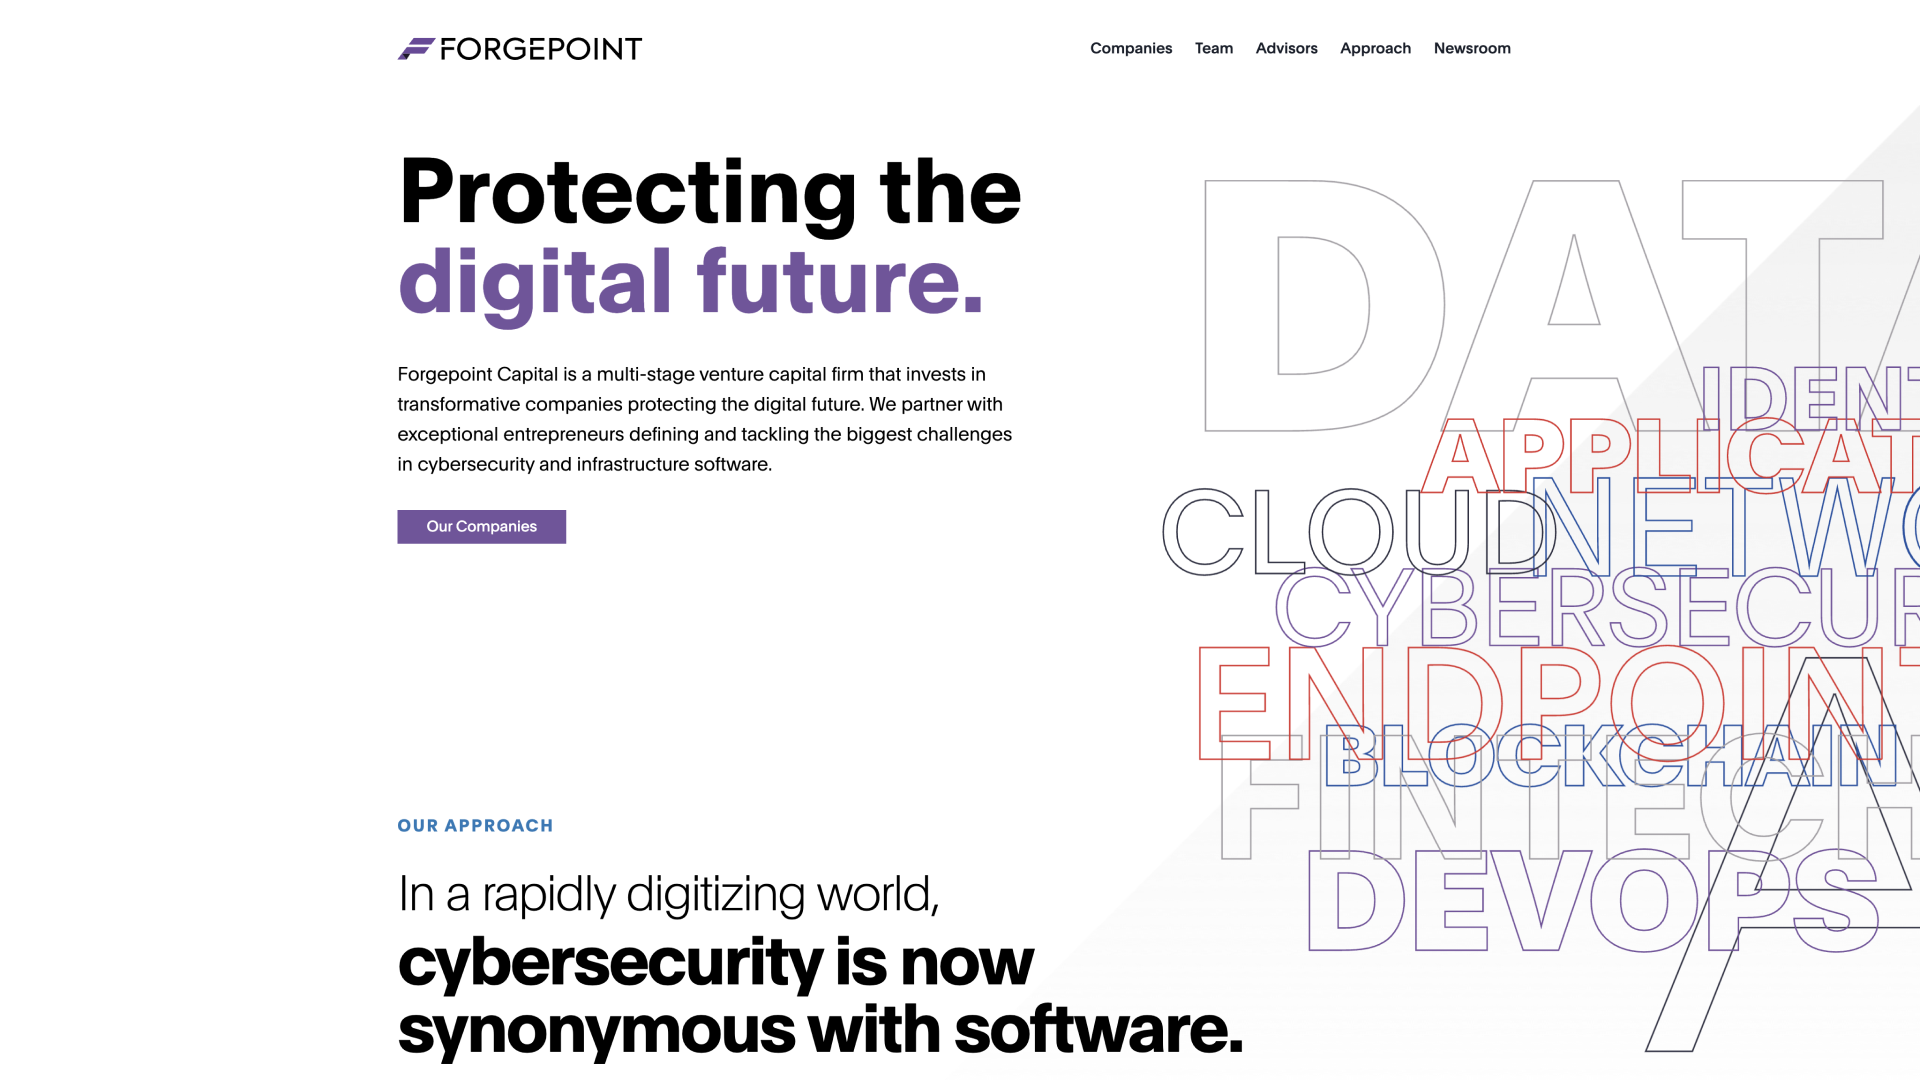 FORGEPOINT
Companies Team Advisors Approach Newsroom
Protecting the
digital future.
Forgepoint Capital is a multi-stage venture capital firm that invests in
transformative companies protecting the digital future. We partner with
exceptional entrepreneurs defining and tackling the biggest challenges
in cybersecurity and infrastructure software.
Our Companies
DATA
IDENT
APPLICAT
CLOUD
NETWO
CYBERSECUR
ENDPOINT
BLOCKCHAIN
FINTECH
DEVOPS
A
OUR APPROACH
In a rapidly digitizing world,
cybersecurity is now
synonymous with software.